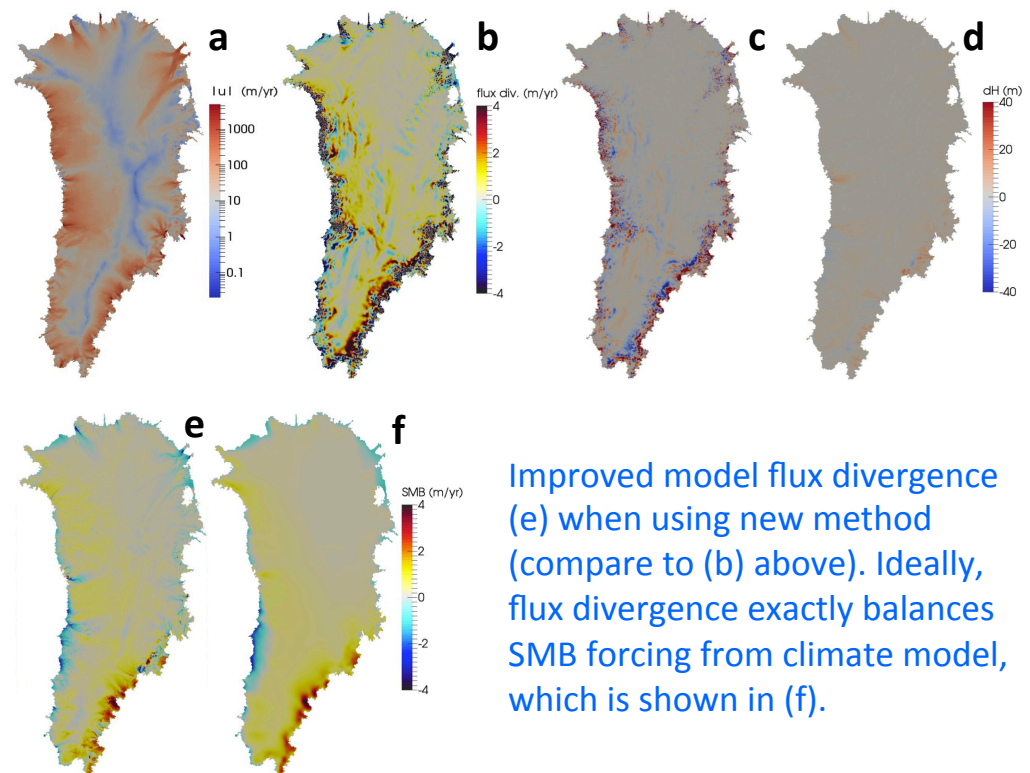 a
b
c
d
|u| (m/yr)
1000
100
10
1
0.1
flux div. (m/yr)
4
2
0
-2
-4
dH (m)
40
20
0
-20
-40
e
f
SMB (m/yr)
4
2
0
-2
-4
Improved model flux divergence
(e) when using new method
(compare to (b) above). Ideally,
flux divergence exactly balances
SMB forcing from climate model,
which is shown in (f).